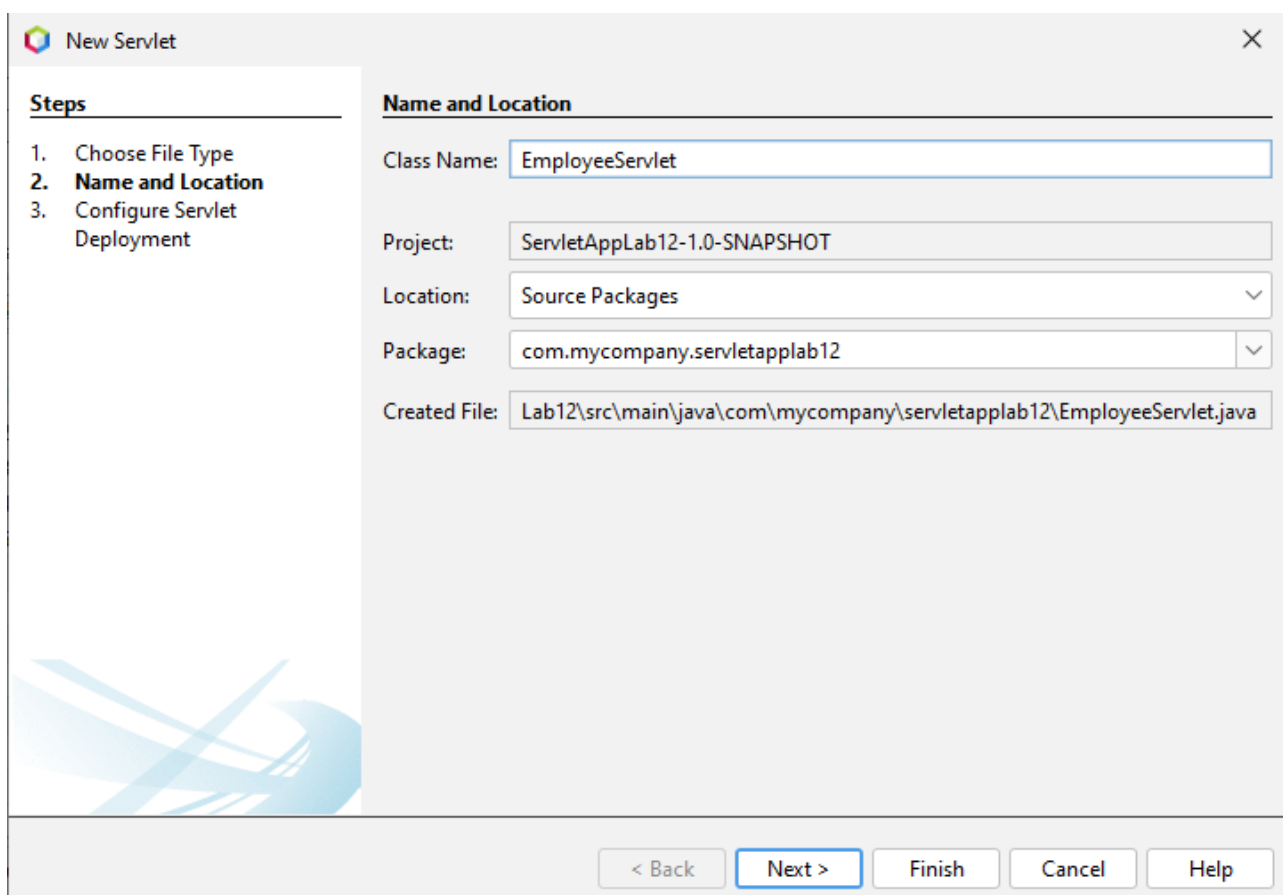 New Servlet
Steps
1. Choose File Type
2. Name and Location
3. Configure Servlet
Deployment
Name and Location
Class Name: EmployeeServlet
Project: ServletAppLab12-1.0-SNAPSHOT
Location: Source Packages
Package: com.mycompany.servletapplab12
Created File: Lab12\src\main\java\com\mycompany\servletapplab12\EmployeeServlet.java
< Back Next > Finish Cancel Help